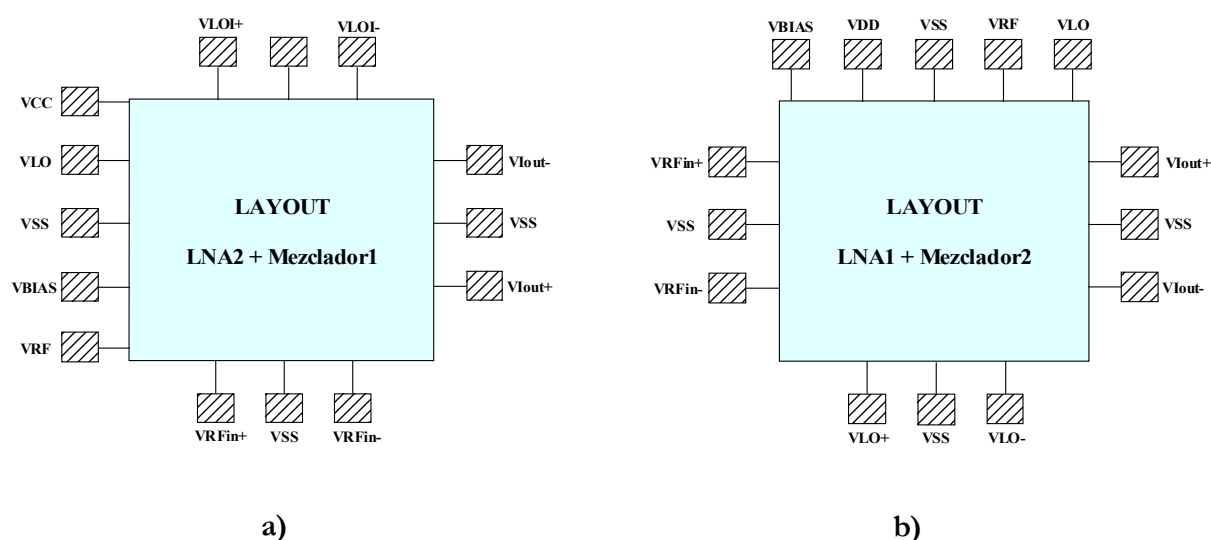 VLOI+
VLOI-
VCC
VLO
VSS
VBIAS
VRF
VIout-
VSS
VIout+
LAYOUT
LNA2 + Mezclador1
VRFin+
VSS
VRFin-
a)
VBIAS
VDD
VSS
VRF
VLO
VRFin+
VSS
VRFin-
VIout+
VSS
VIout-
LAYOUT
LNA1 + Mezclador2
VLO+
VSS
VLO-
b)